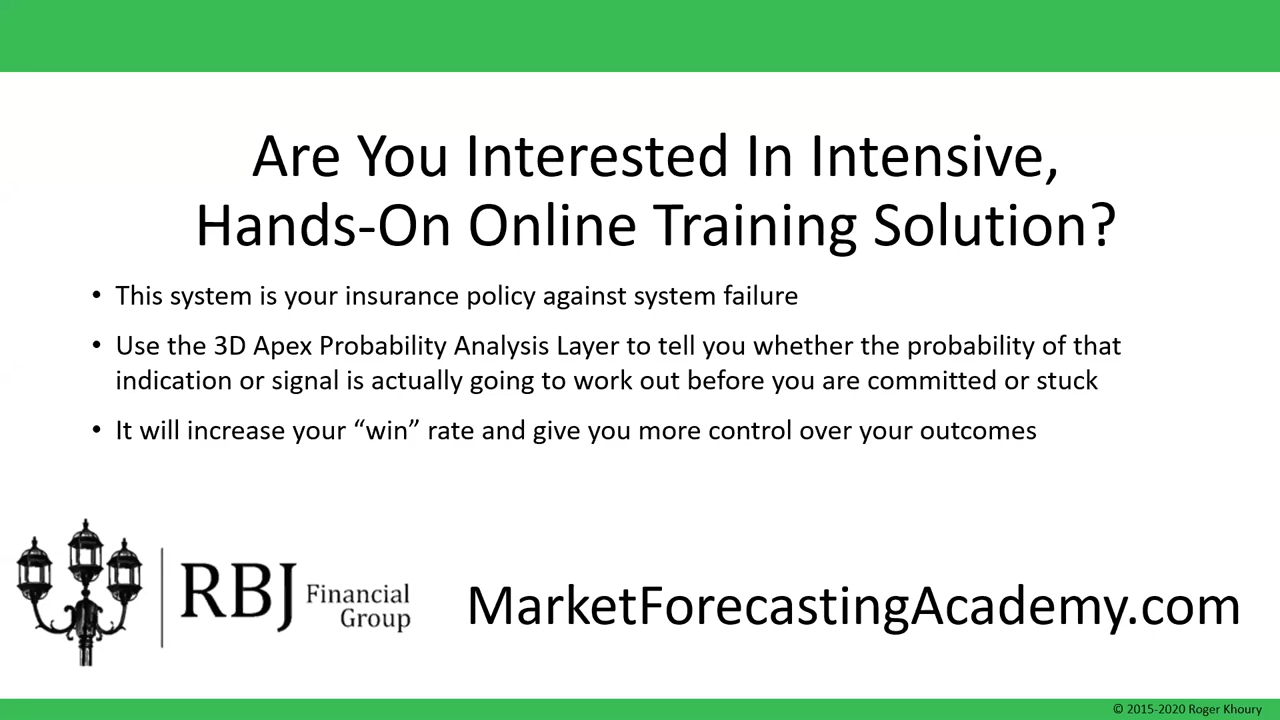 Are You Interested In Intensive,
Hands-On Online Training Solution?
• This system is your insurance policy against system failure
• Use the 3D Apex Probability Analysis Layer to tell you whether the probability of that
indication or signal is actually going to work out before you are committed or stuck
• It will increase your “win” rate and give you more control over your outcomes
RBJ Financial
Group
MarketForecastingAcademy.com
© 2015-2020 Roger Khoury